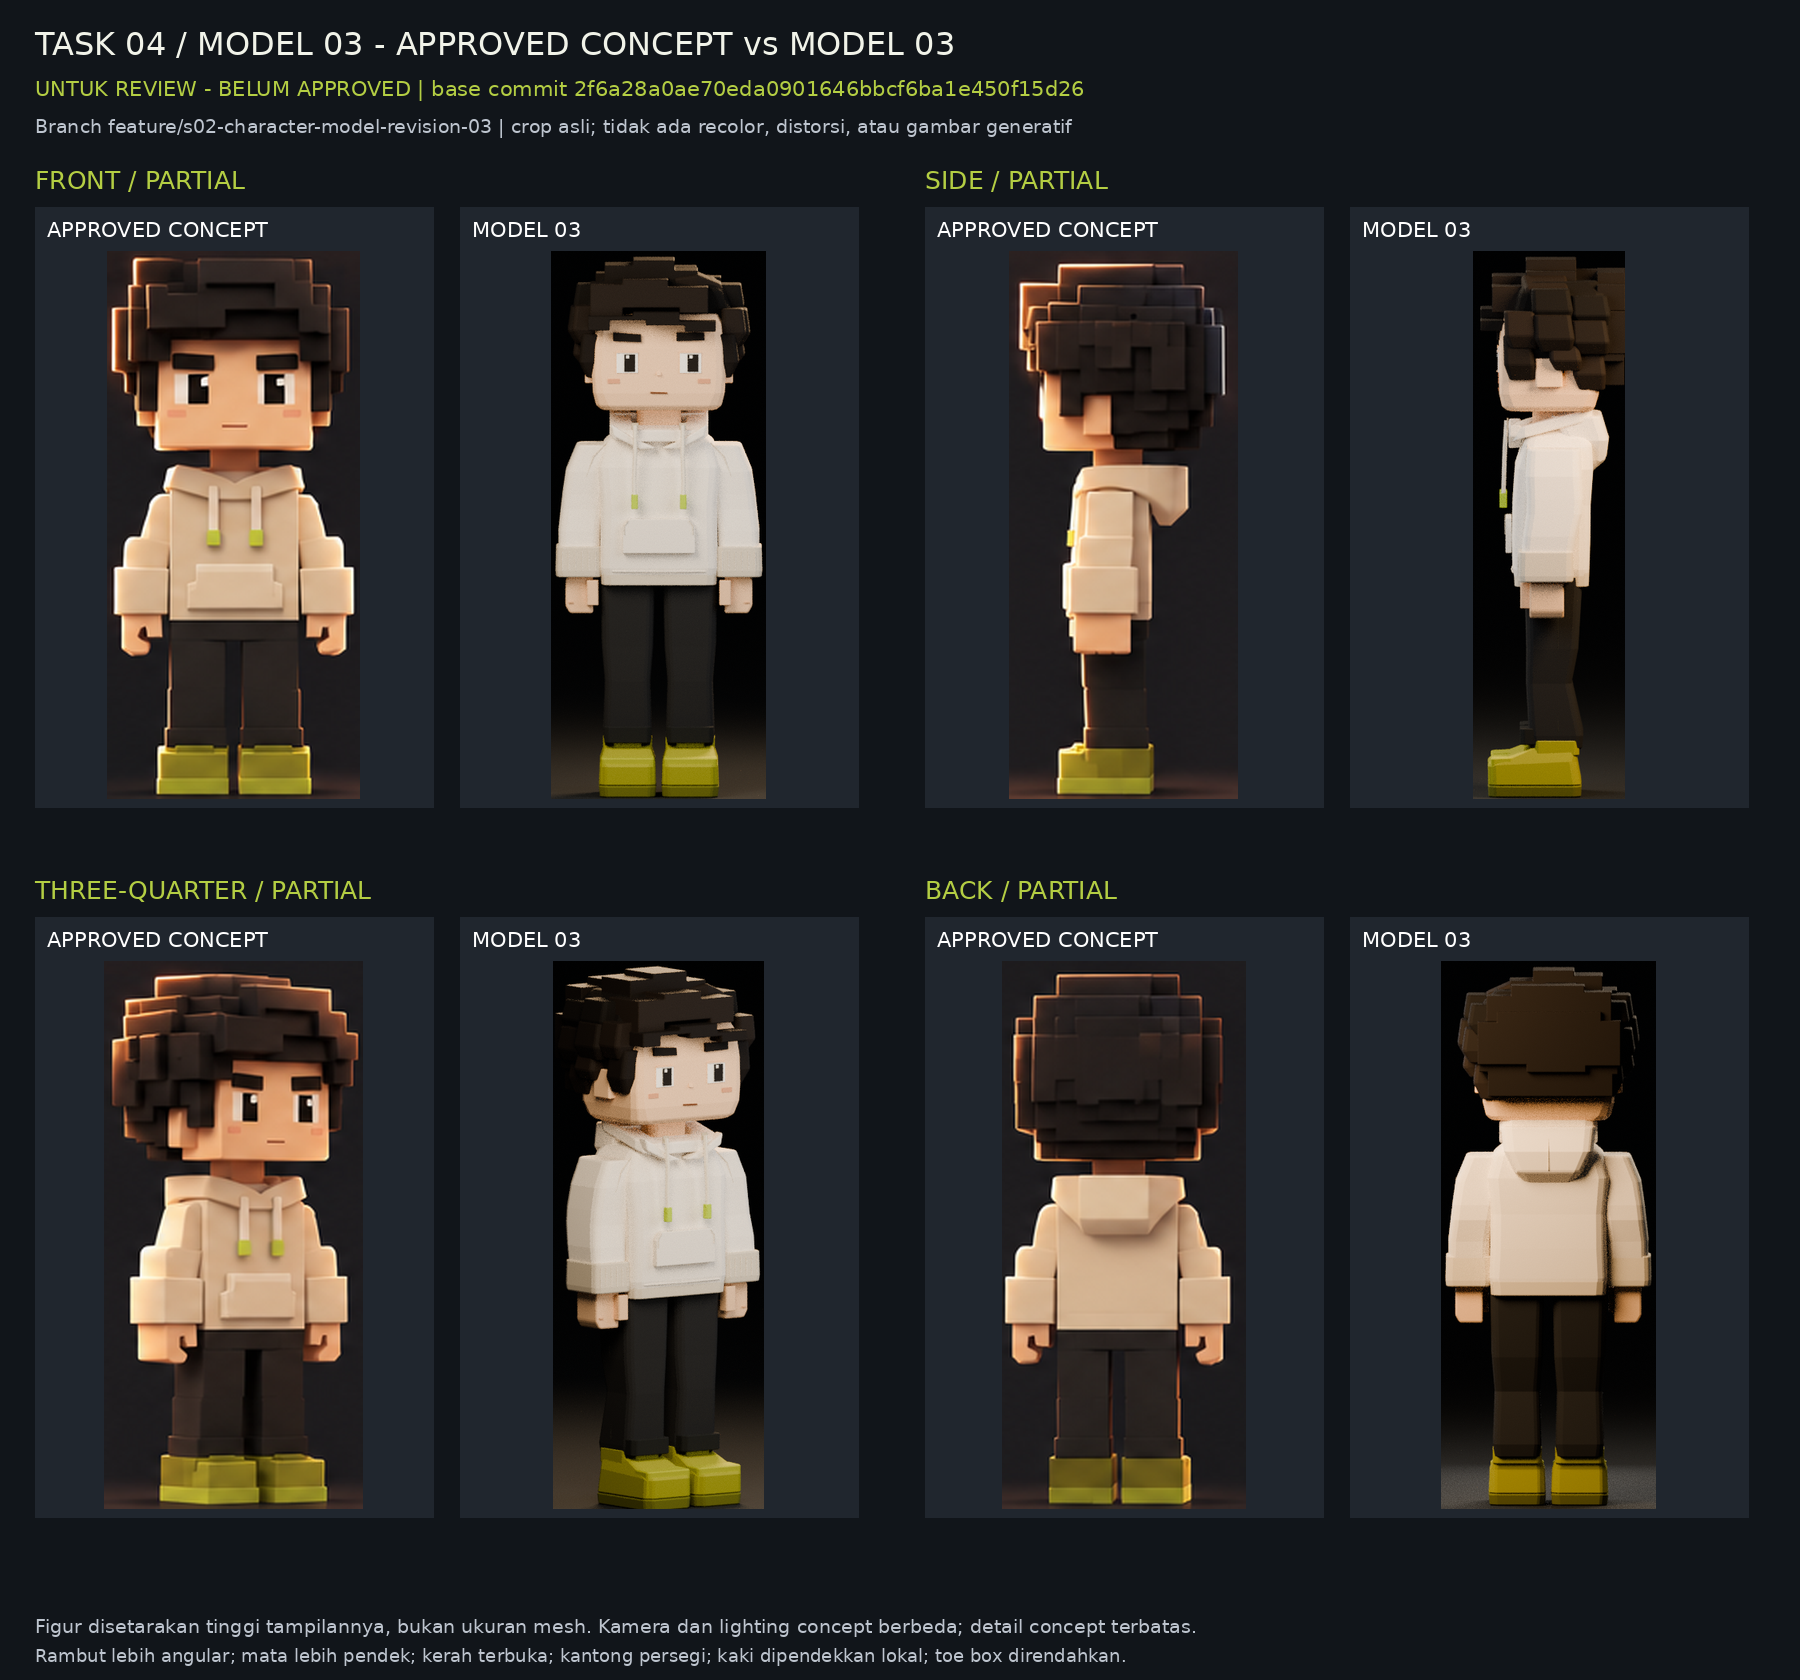 TASK 04 / MODEL 03 - APPROVED CONCEPT vs MODEL 03
UNTUK REVIEW - BELUM APPROVED | base commit 2f6a28a0ae70eda0901646bbcf6ba1e450f15d26
Branch feature/s02-character-model-revision-03 | crop asli; tidak ada recolor, distorsi, atau gambar generatif
FRONT / PARTIAL
APPROVED CONCEPT
MODEL 03
SIDE / PARTIAL
APPROVED CONCEPT
MODEL 03
THREE-QUARTER / PARTIAL
APPROVED CONCEPT
MODEL 03
BACK / PARTIAL
APPROVED CONCEPT
MODEL 03
Figur disetarakan tinggi tampilannya, bukan ukuran mesh. Kamera dan lighting concept berbeda; detail concept terbatas.
Rambut lebih angular; mata lebih pendek; kerah terbuka; kantong persegi; kaki dipendekkan lokal; toe box direndahkan.